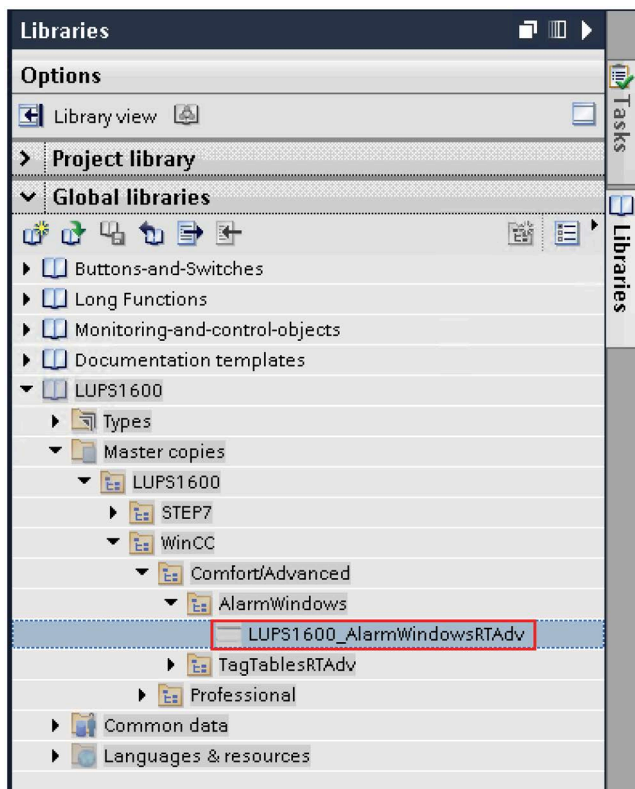 Libraries
Options
Library view
Project library
Global libraries
Buttons-and-Switches
Long Functions
Monitoring-and-control-objects
Documentation templates
LUPS1600
Types
Master copies
LUPS1600
STEP7
WinCC
Comfort/Advanced
AlarmWindows
LUPS1600_AlarmWindowsRTAdv
TagTablesRTAdv
Professional
Common data
Languages & resources
Tasks
Libraries